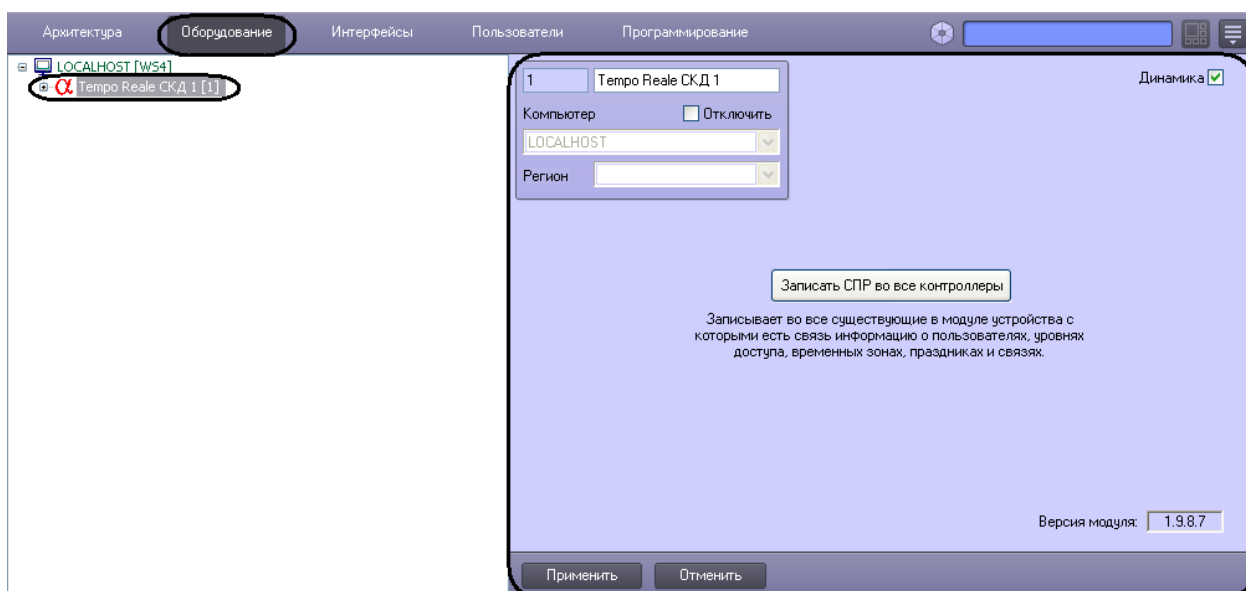 Архитектура Оборудование Интерфейсы Пользователи Программирование
LOCALHOST [WS4]
Tempo Reale СКД 1 [1]
1 Tempo Reale СКД 1
Динамика
Компьютер Отключить
LOCALHOST
Регион
Записать СПР во все контроллеры
Записывает во все существующие в модуле устройства с
которыми есть связь информацию о пользователях, уровнях
доступа, временных зонах, праздниках и связях.
Версия модуля: 1.9.8.7
Применить Отменить